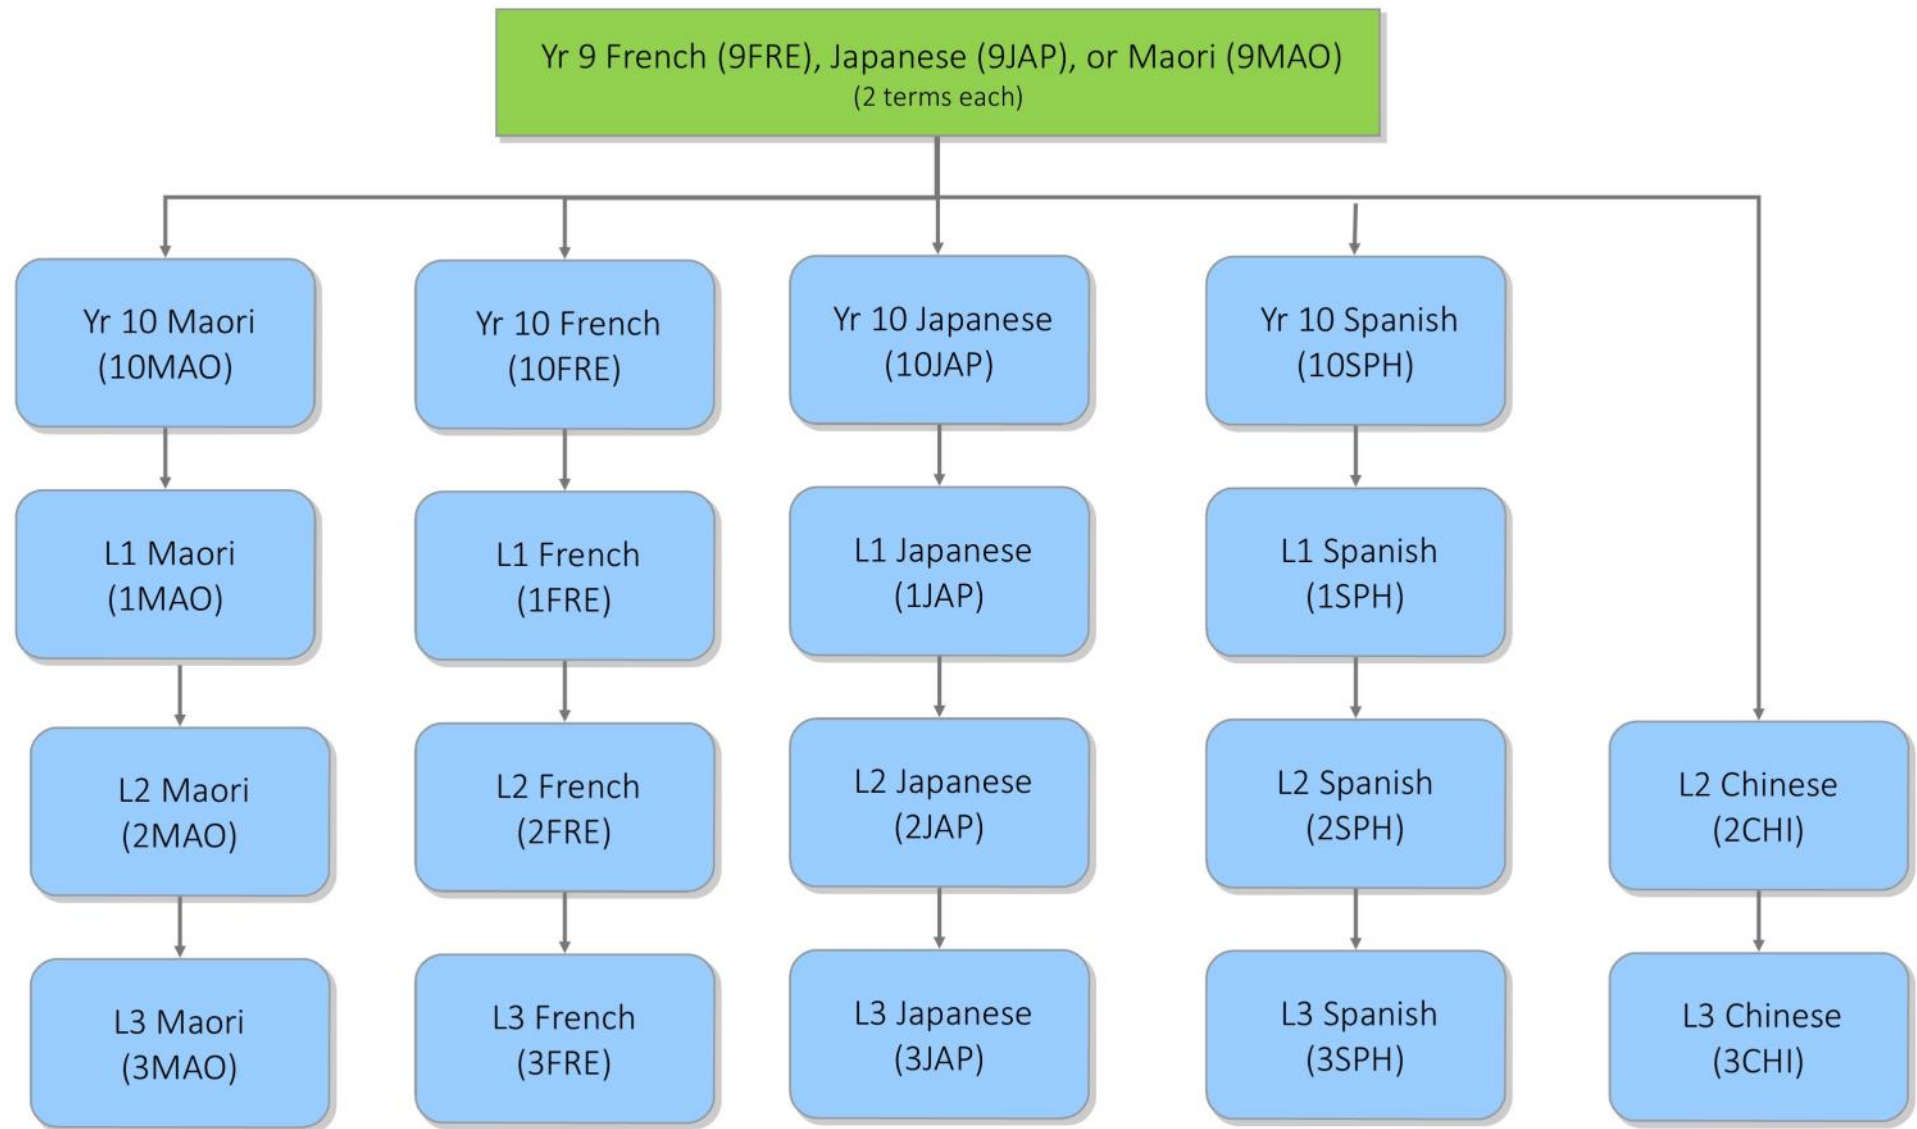 Yr 9 French (9FRE), Japanese (9JAP), or Maori (9MAO)
(2 terms each)
Yr 10 Maori
(10MAO)
Yr 10 French
(10FRE)
Yr 10 Japanese
(10JAP)
Yr 10 Spanish
(10SPH)
L1 Maori
(1MAO)
L1 French
(1FRE)
L1 Japanese
(1JAP)
L1 Spanish
(1SPH)
L2 Maori
(2MAO)
L2 French
(2FRE)
L2 Japanese
(2JAP)
L2 Spanish
(2SPH)
L2 Chinese
(2CHI)
L3 Maori
(3MAO)
L3 French
(3FRE)
L3 Japanese
(3JAP)
L3 Spanish
(3SPH)
L3 Chinese
(3CHI)